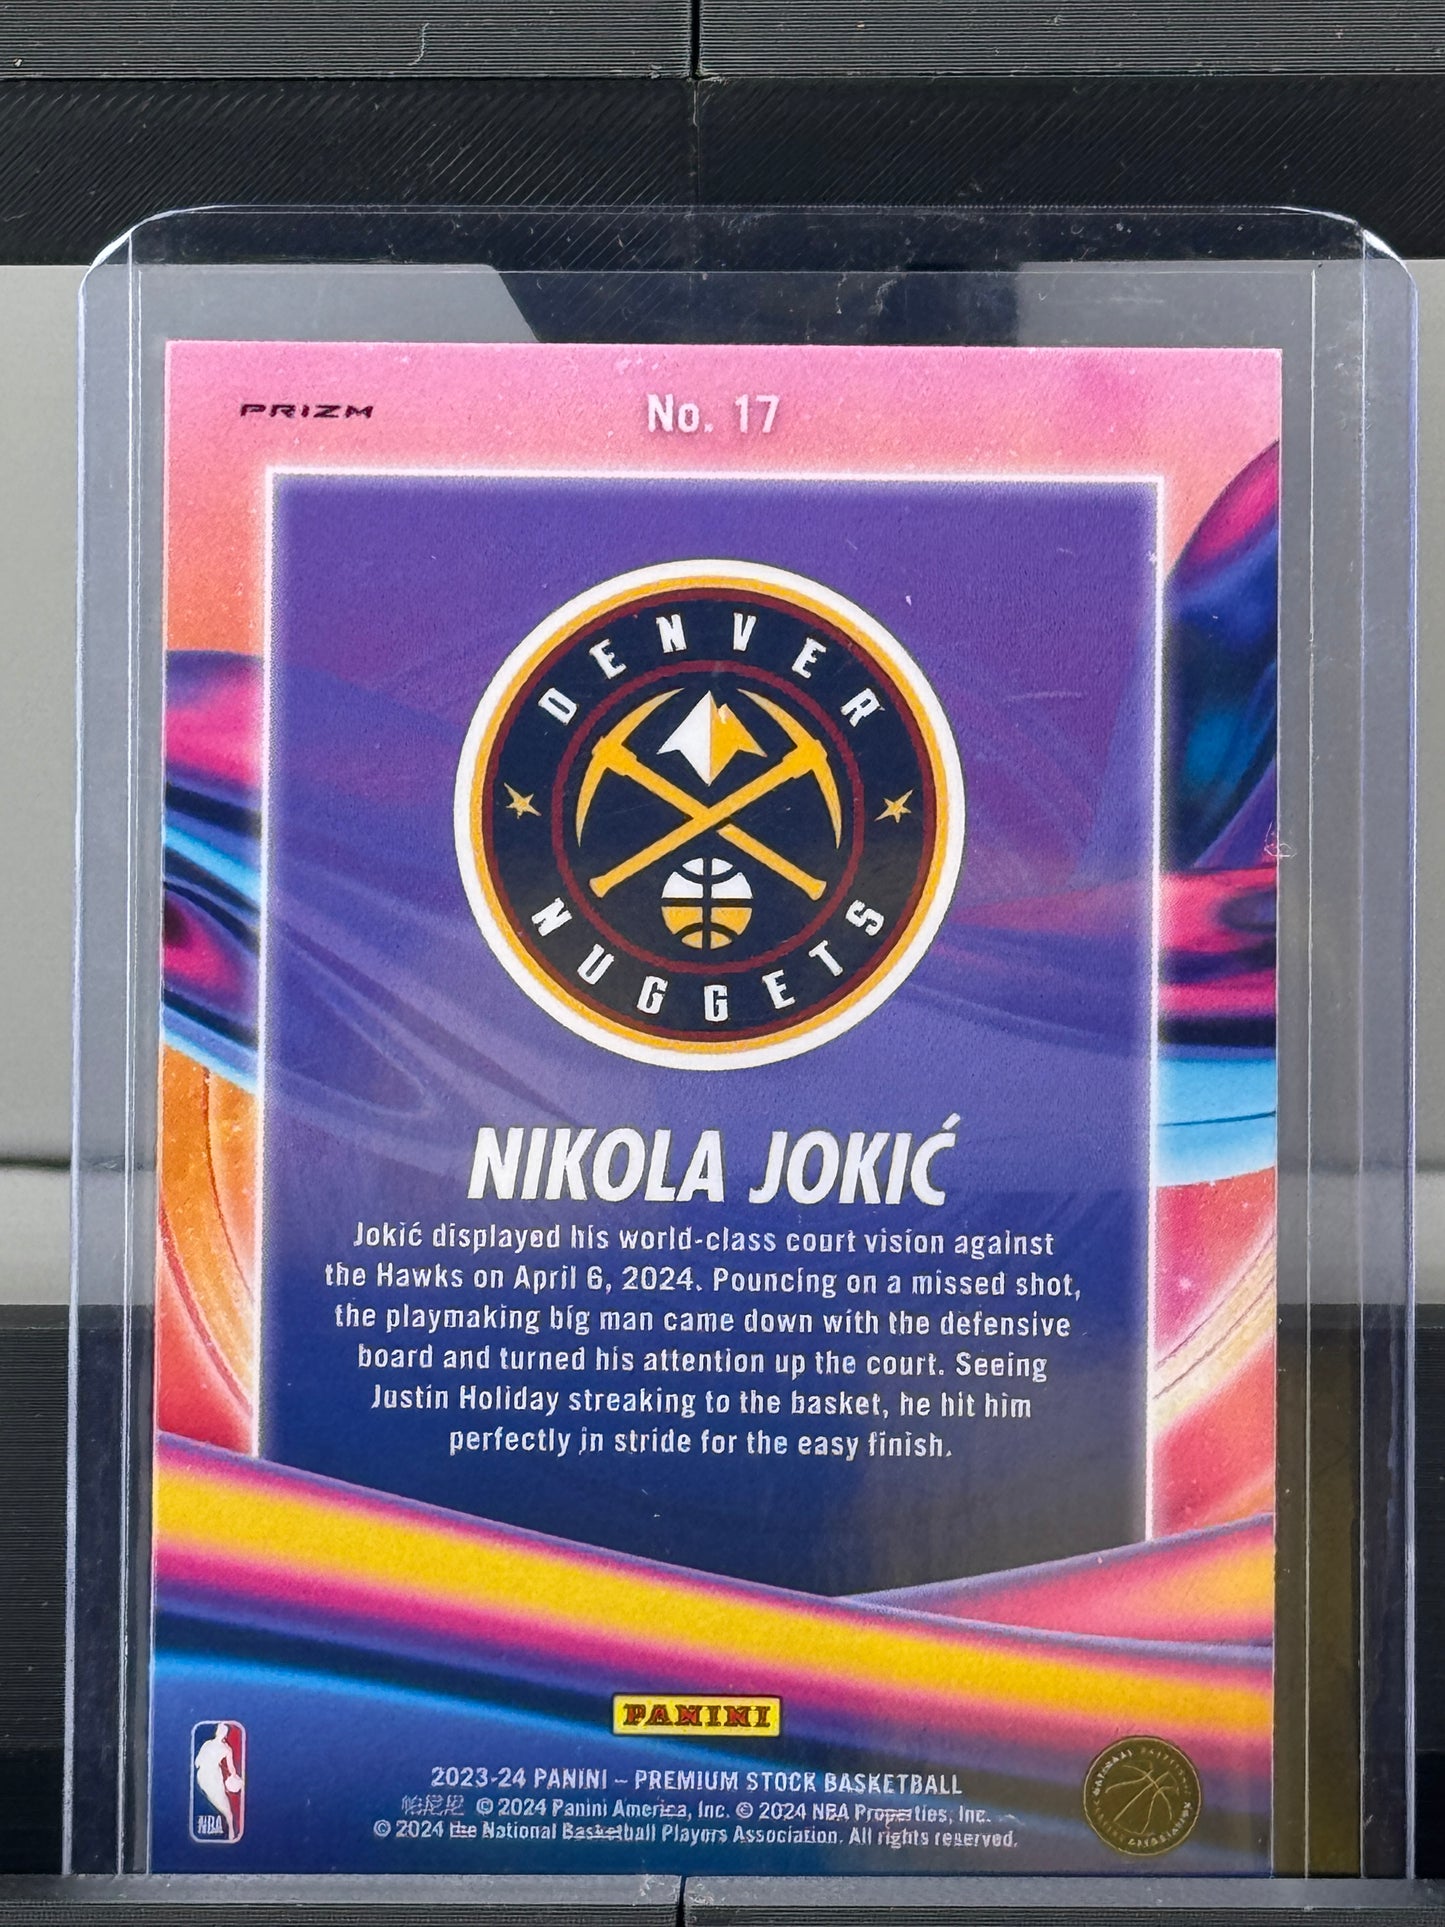 PRIZM
No. 17
DENVER
NUGGETS
NIKOLA JOKIĆ
Jokić displayed his world-class court vision against
the Hawks on April 6, 2024. Pouncing on a missed shot,
the playmaking big man came down with the defensive
board and turned his attention up the court. Seeing
Justin Holiday streaking to the basket, he hit him
perfectly in stride for the easy finish.
PANINI
2023-24 PANINI – PREMIUM STOCK BASKETBALL
帕尼尼 © 2024 Panini America, Inc. © 2024 NBA Properties, Inc.
© 2024 the National Basketball Players Association. All rights reserved.
NBA
NATIONAL BASKETBALL
PLAYERS ASSOCIATION